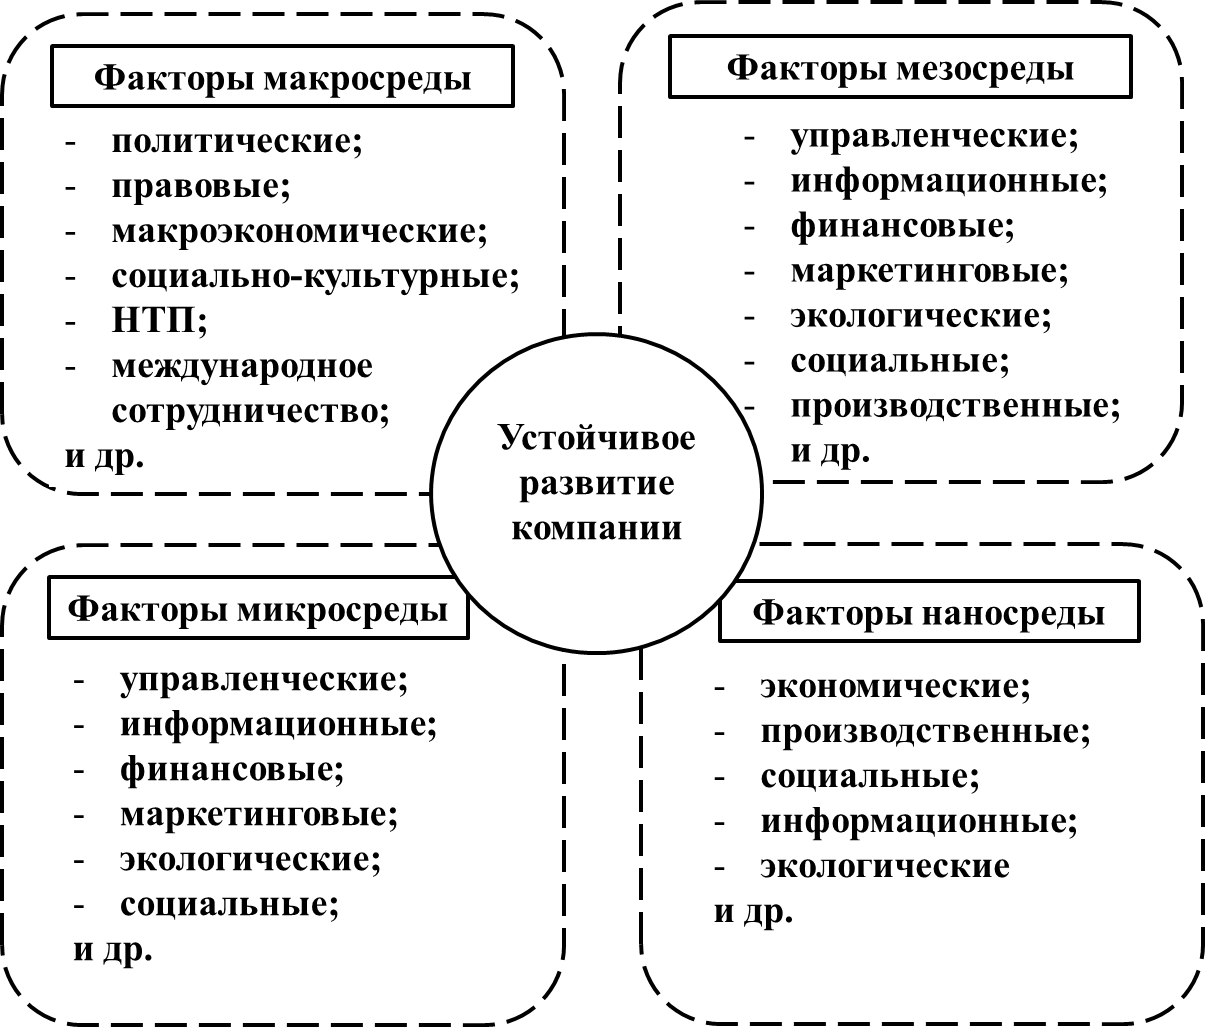 Факторы макросреды
- политические;
- правовые;
- макроэкономические;
- социально-культурные;
- НТП;
- международное
сотрудничество;
и др.
Факторы мезосреды
- управленческие;
- информационные;
- финансовые;
- маркетинговые;
- экологические;
- социальные;
- производственные;
и др.
Устойчивое
развитие
компании
Факторы микросреды
- управленческие;
- информационные;
- финансовые;
- маркетинговые;
- экологические;
- социальные;
и др.
Факторы наносреды
- экономические;
- производственные;
- социальные;
- информационные;
- экологические
и др.